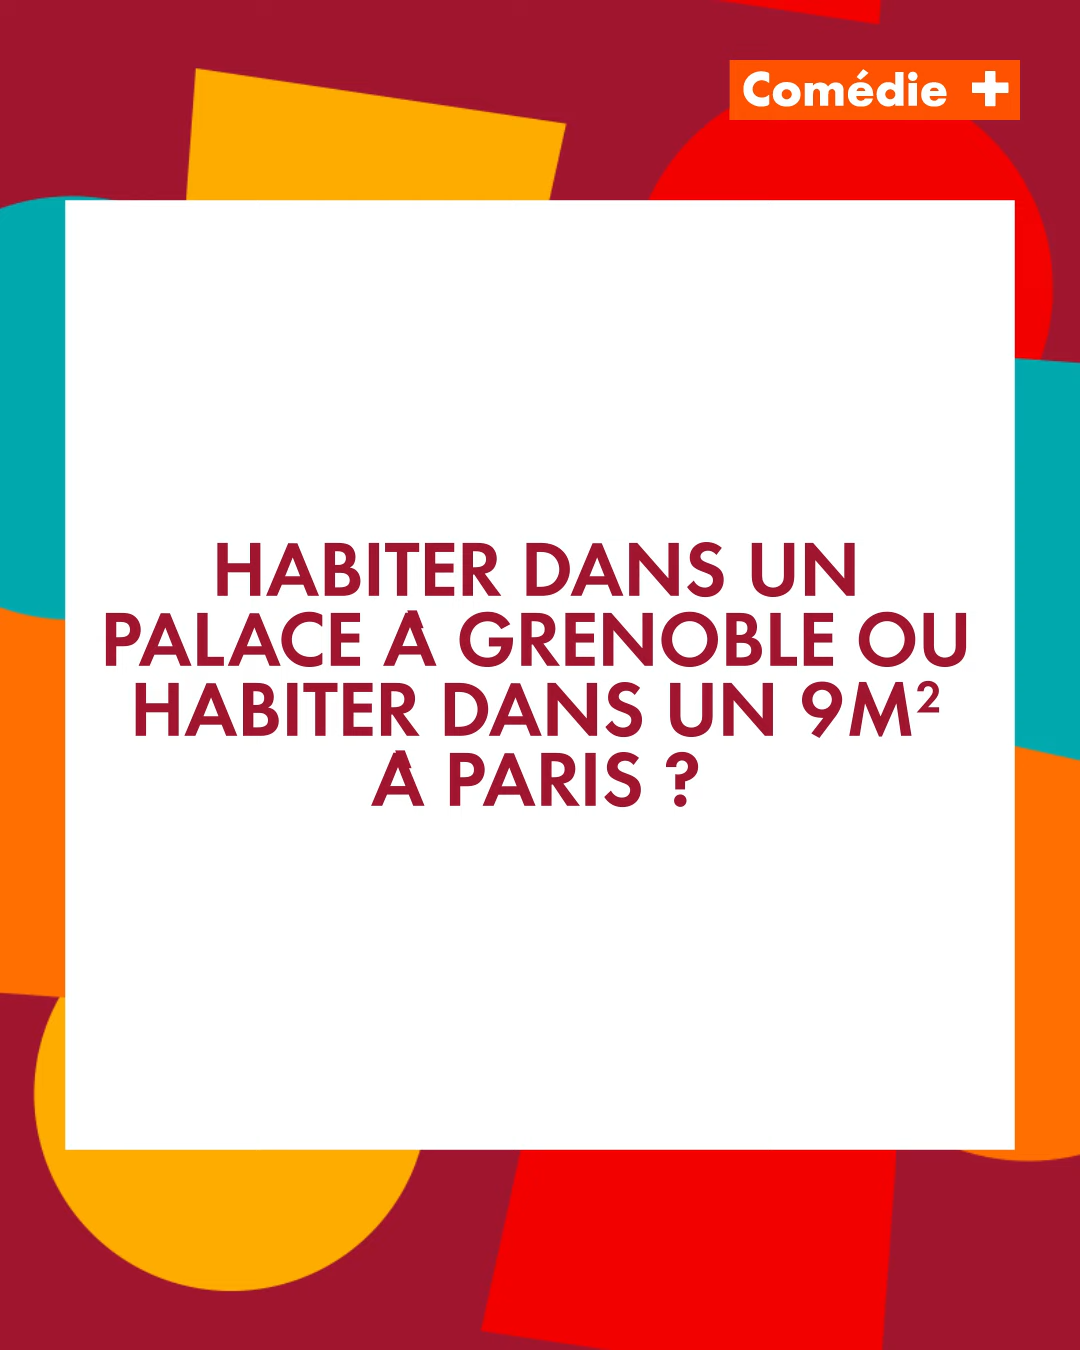 Comédie +
HABITER DANS UN
PALACE À GRENOBLE OU
HABITER DANS UN 9M²
À PARIS ?